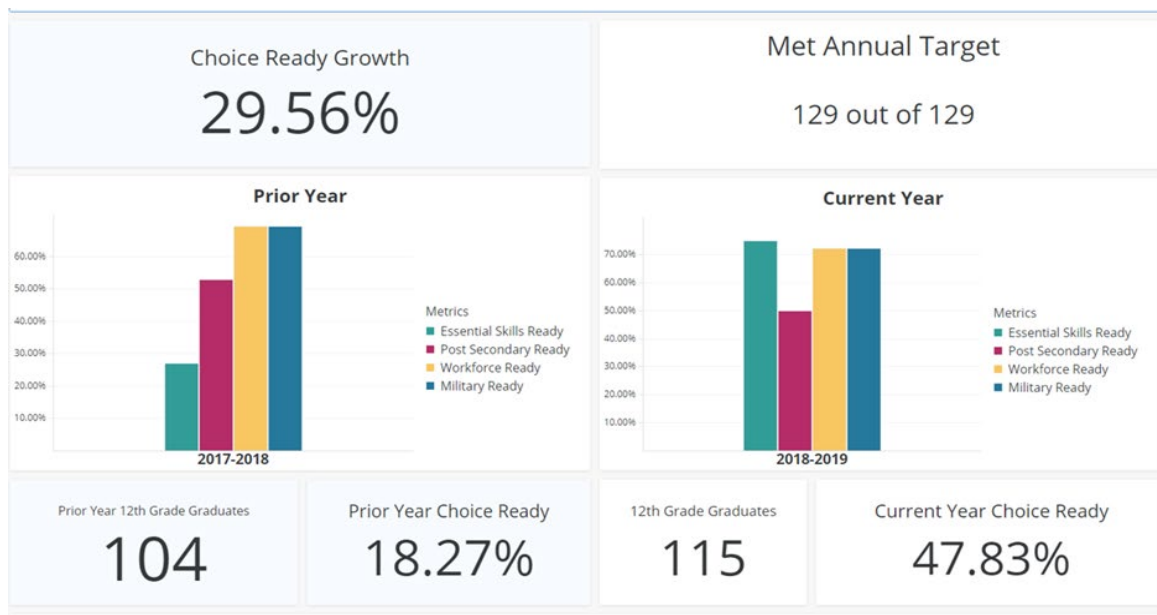 Choice Ready Growth
29.56%
Met Annual Target
129 out of 129
Prior Year
60.00%
50.00%
40.00%
30.00%
20.00%
10.00%
2017-2018
Metrics
Essential Skills Ready
Post Secondary Ready
Workforce Ready
Military Ready
Current Year
70.00%
60.00%
50.00%
40.00%
30.00%
20.00%
10.00%
2018-2019
Metrics
Essential Skills Ready
Post Secondary Ready
Workforce Ready
Military Ready
Prior Year 12th Grade Graduates
104
Prior Year Choice Ready
18.27%
12th Grade Graduates
115
Current Year Choice Ready
47.83%